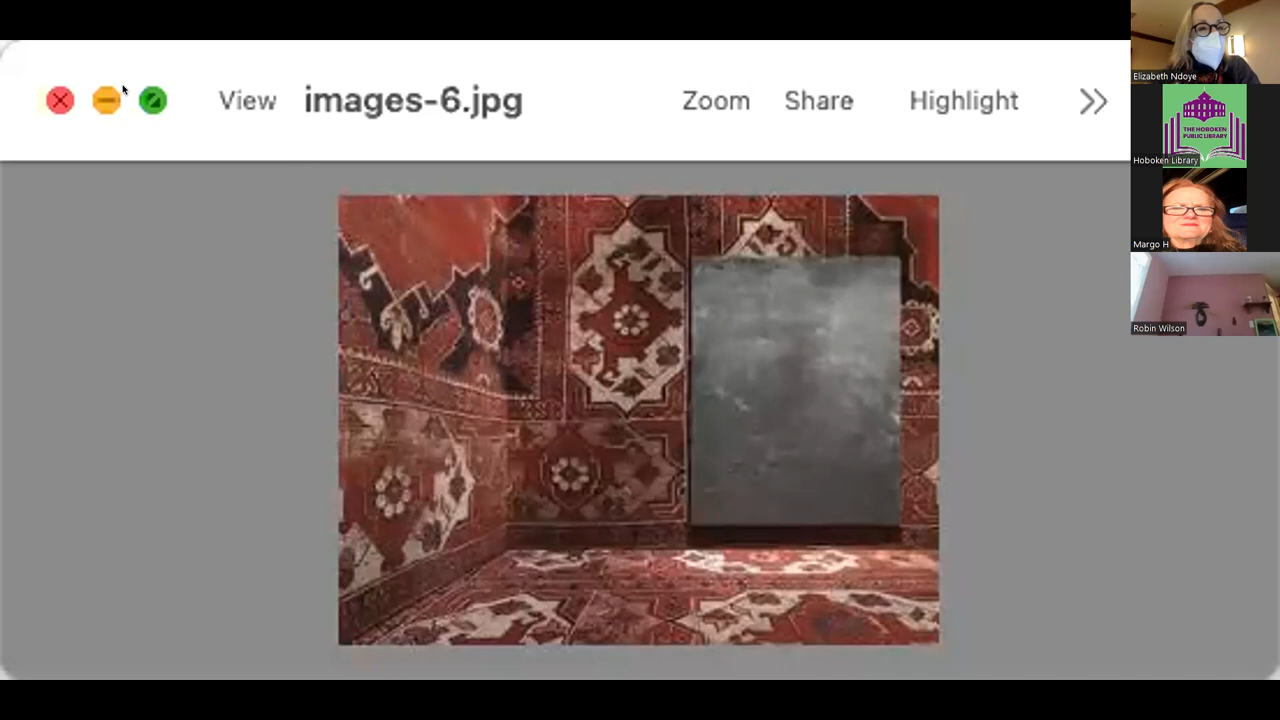 View images-6.jpg Zoom Share Highlight
Elizabeth Ndoye
THE HOBOKEN
PUBLIC LIBRARY
Hoboken Library
Margo H
Robin Wilson